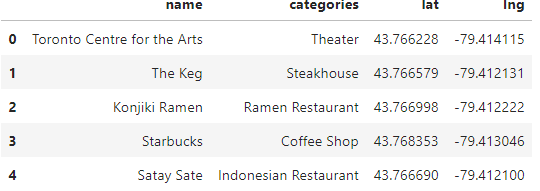 name categories lat lng
0 Toronto Centre for the Arts Theater 43.766228 -79.414115
1 The Keg Steakhouse 43.766579 -79.412131
2 Konjiki Ramen Ramen Restaurant 43.766998 -79.412222
3 Starbucks Coffee Shop 43.768353 -79.413046
4 Satay Sate Indonesian Restaurant 43.766690 -79.412100